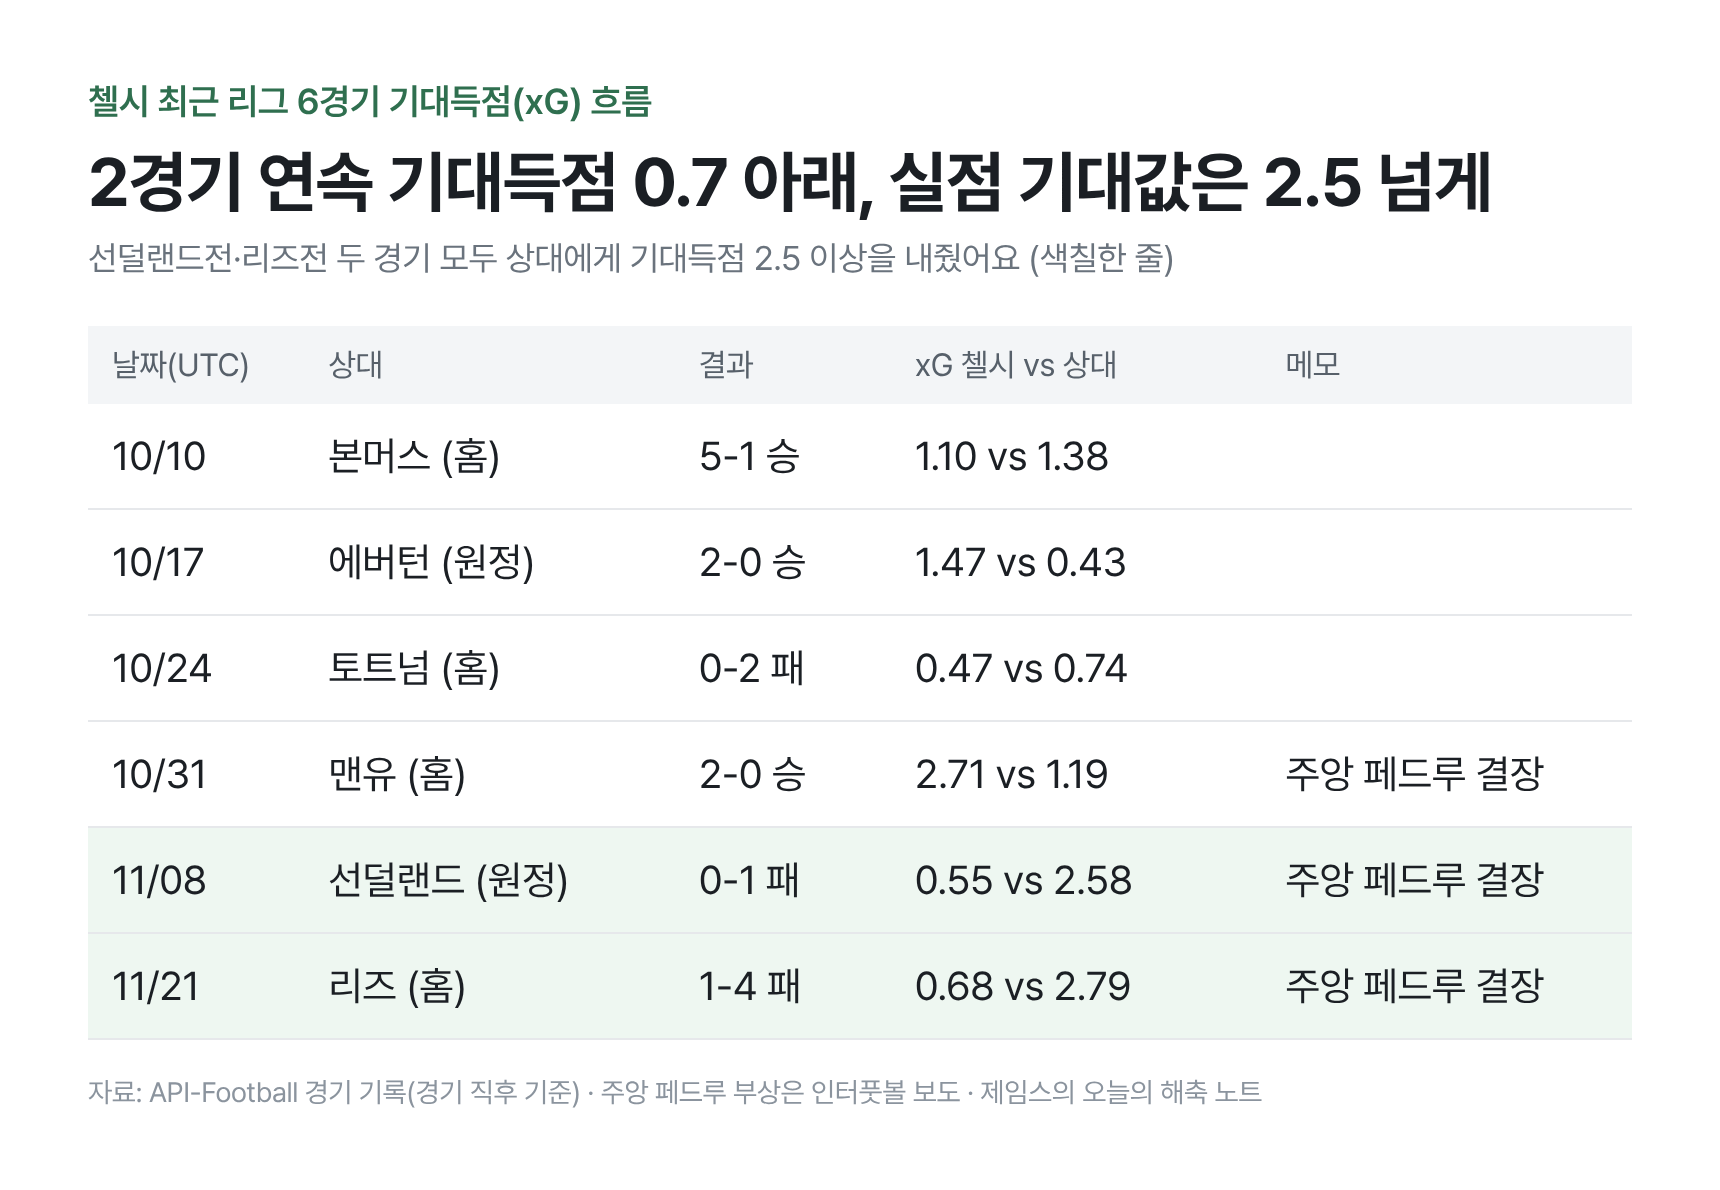 첼시 최근 리그 6경기 기대득점(xG) 흐름
2경기 연속 기대득점 0.7 아래, 실점 기대값은 2.5 넘게
선덜랜드전·리즈전 두 경기 모두 상대에게 기대득점 2.5 이상을 내줬어요 (색칠한 줄)
날짜(UTC) 상대 결과 xG 첼시 vs 상대 메모
10/10 본머스 (홈) 5-1 승 1.10 vs 1.38
10/17 에버턴 (원정) 2-0 승 1.47 vs 0.43
10/24 토트넘 (홈) 0-2 패 0.47 vs 0.74
10/31 맨유 (홈) 2-0 승 2.71 vs 1.19 주앙 페드루 결장
11/08 선덜랜드 (원정) 0-1 패 0.55 vs 2.58 주앙 페드루 결장
11/21 리즈 (홈) 1-4 패 0.68 vs 2.79 주앙 페드루 결장
자료: API-Football 경기 기록(경기 직후 기준) · 주앙 페드루 부상은 인터풋볼 보도 · 제임스의 오늘의 해축 노트